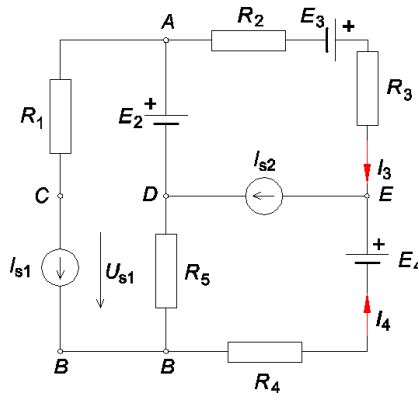 A R2 E3 +
R1 E2 + R3
Is2 I3
C D E
Is1 Us1 R5 + E4
I4
B B R4